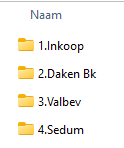 Naam
1.Inkoop
2.Daken Bk
3.Valbev
4.Sedum